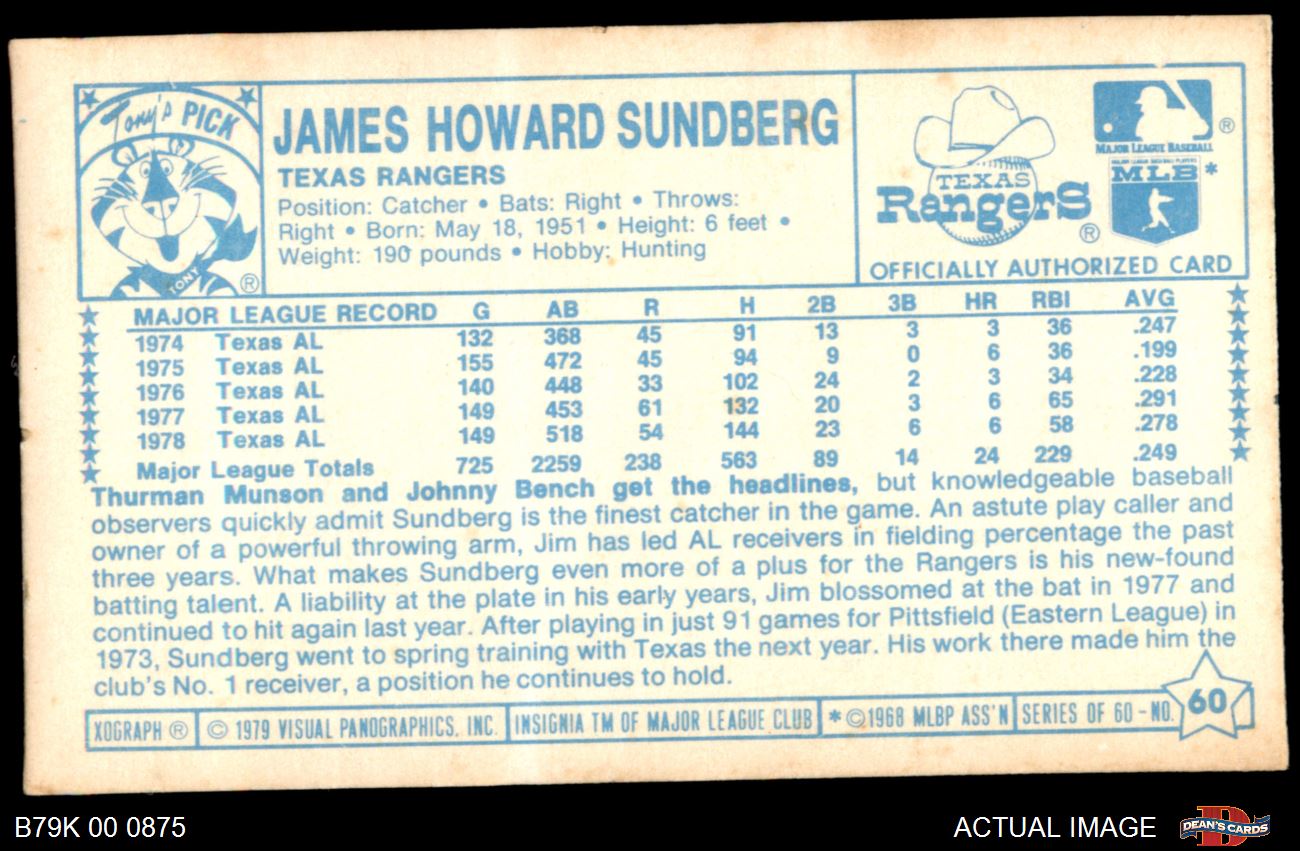 Tony's PICK
TONY
®
JAMES HOWARD SUNDBERG
TEXAS RANGERS
Position: Catcher • Bats: Right • Throws:
Right • Born: May 18, 1951 • Height: 6 feet •
Weight: 190 pounds • Hobby: Hunting
TEXAS
Rangers
®
®
MAJOR LEAGUE BASEBALL
MAJOR LEAGUE BASEBALL PLAYERS
MLB *
OFFICIALLY AUTHORIZED CARD
MAJOR LEAGUE RECORD G AB R H 2B 3B HR RBI AVG
1974 Texas AL 132 368 45 91 13 3 3 36 .247
1975 Texas AL 155 472 45 94 9 0 6 36 .199
1976 Texas AL 140 448 33 102 24 2 3 34 .228
1977 Texas AL 149 453 61 132 20 3 6 65 .291
1978 Texas AL 149 518 54 144 23 6 6 58 .278
Major League Totals 725 2259 238 563 89 14 24 229 .249
Thurman Munson and Johnny Bench get the headlines, but knowledgeable baseball
observers quickly admit Sundberg is the finest catcher in the game. An astute play caller and
owner of a powerful throwing arm, Jim has led AL receivers in fielding percentage the past
three years. What makes Sundberg even more of a plus for the Rangers is his new-found
batting talent. A liability at the plate in his early years, Jim blossomed at the bat in 1977 and
continued to hit again last year. After playing in just 91 games for Pittsfield (Eastern League) in
1973, Sundberg went to spring training with Texas the next year. His work there made him the
club's No. 1 receiver, a position he continues to hold.
XOGRAPH ® © 1979 VISUAL PANOGRAPHICS, INC. INSIGNIA TM OF MAJOR LEAGUE CLUB * © 1968 MLBP ASS'N SERIES OF 60 - NO. 60
B79K 00 0875
ACTUAL IMAGE
DEAN'S CARDS